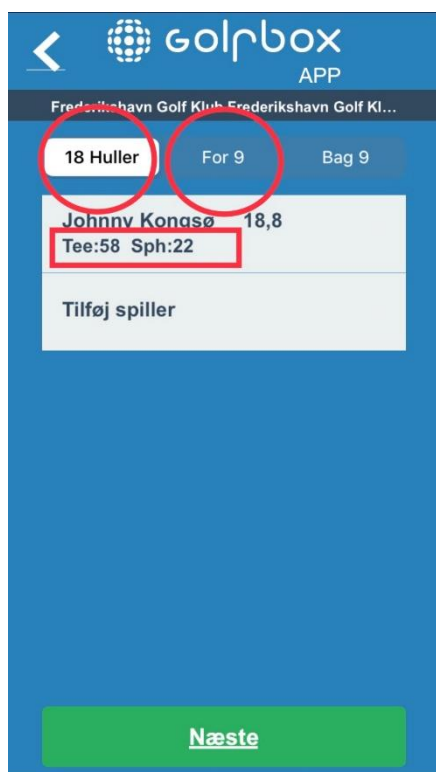 GolfBox
APP
Frederikshavn Golf Klub Frederikshavn Golf Kl...
18 Huller For 9 Bag 9
Johnny Kongsø 18,8
Tee:58 Sph:22
Tilføj spiller
Næste